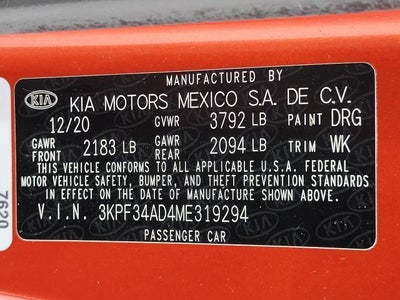 MANUFACTURED BY
KIA KIA MOTORS MEXICO S.A. DE C.V.
12/20 GVWR 3792 LB PAINT DRG
GAWR FRONT 2183 LB GAWR REAR 2094 LB TRIM WK
THIS VEHICLE CONFORMS TO ALL APPLICABLE U.S.A. FEDERAL
MOTOR VEHICLE SAFETY, BUMPER, AND THEFT PREVENTION STANDARDS
IN EFFECT ON THE DATE OF MANUFACTURE SHOWN ABOVE.
V.I.N. 3KPF34AD4ME319294
PASSENGER CAR
7620